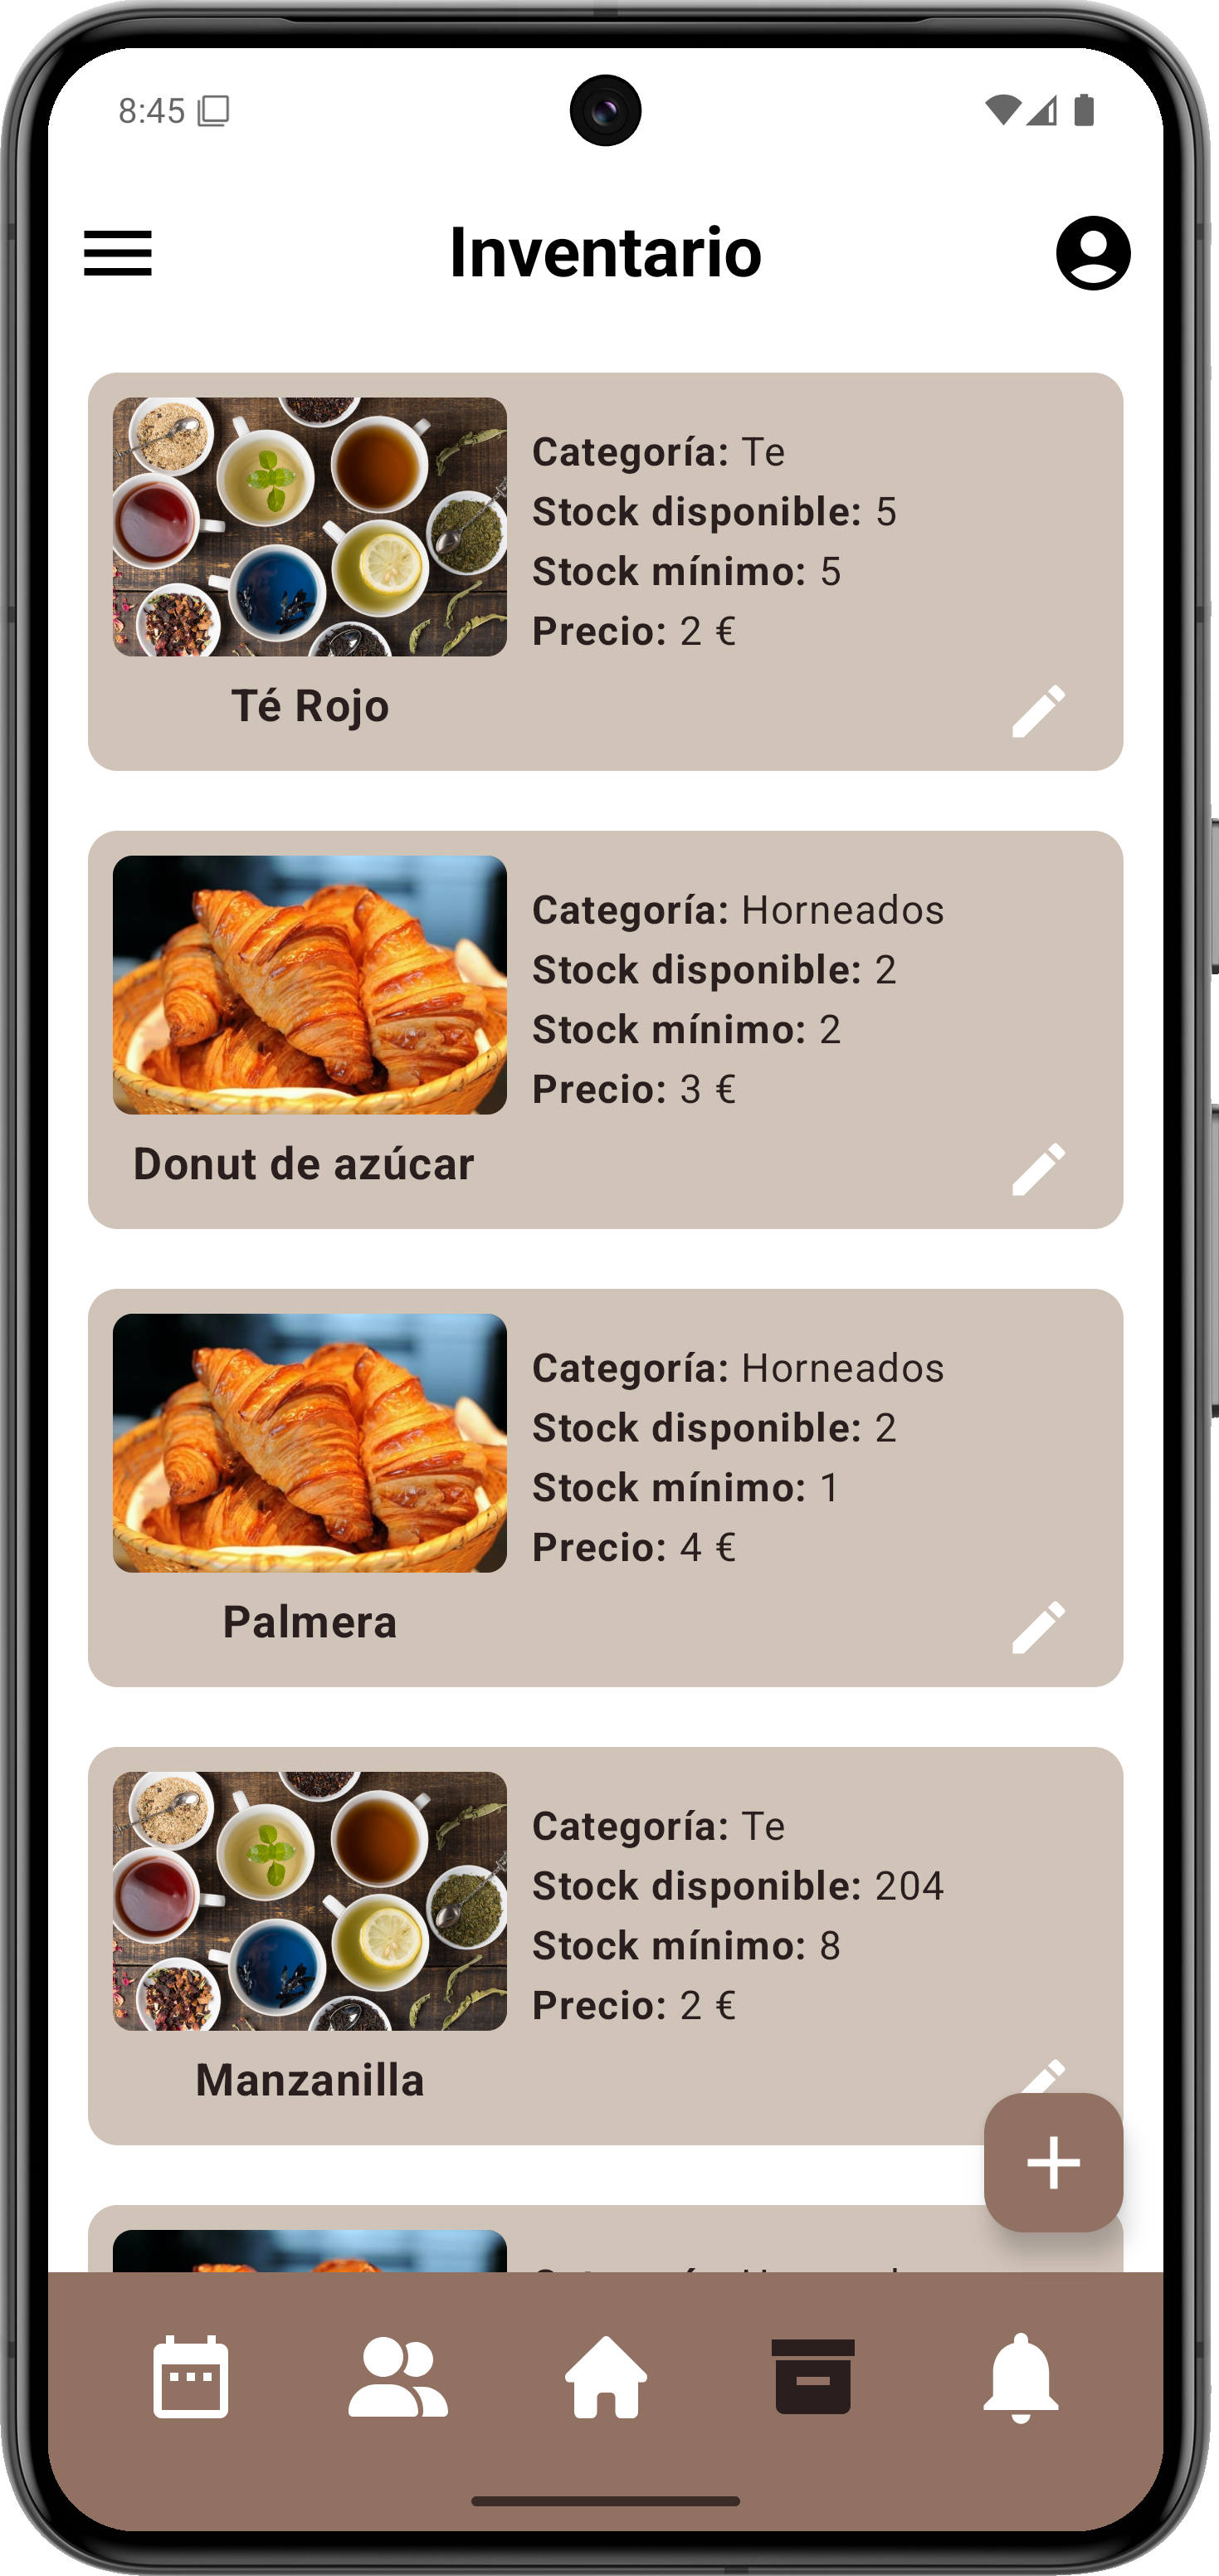 8:45
Inventario
Categoría: Te
Stock disponible: 5
Stock mínimo: 5
Precio: 2 €
Té Rojo
Categoría: Horneados
Stock disponible: 2
Stock mínimo: 2
Precio: 3 €
Donut de azúcar
Categoría: Horneados
Stock disponible: 2
Stock mínimo: 1
Precio: 4 €
Palmera
Categoría: Te
Stock disponible: 204
Stock mínimo: 8
Precio: 2 €
Manzanilla